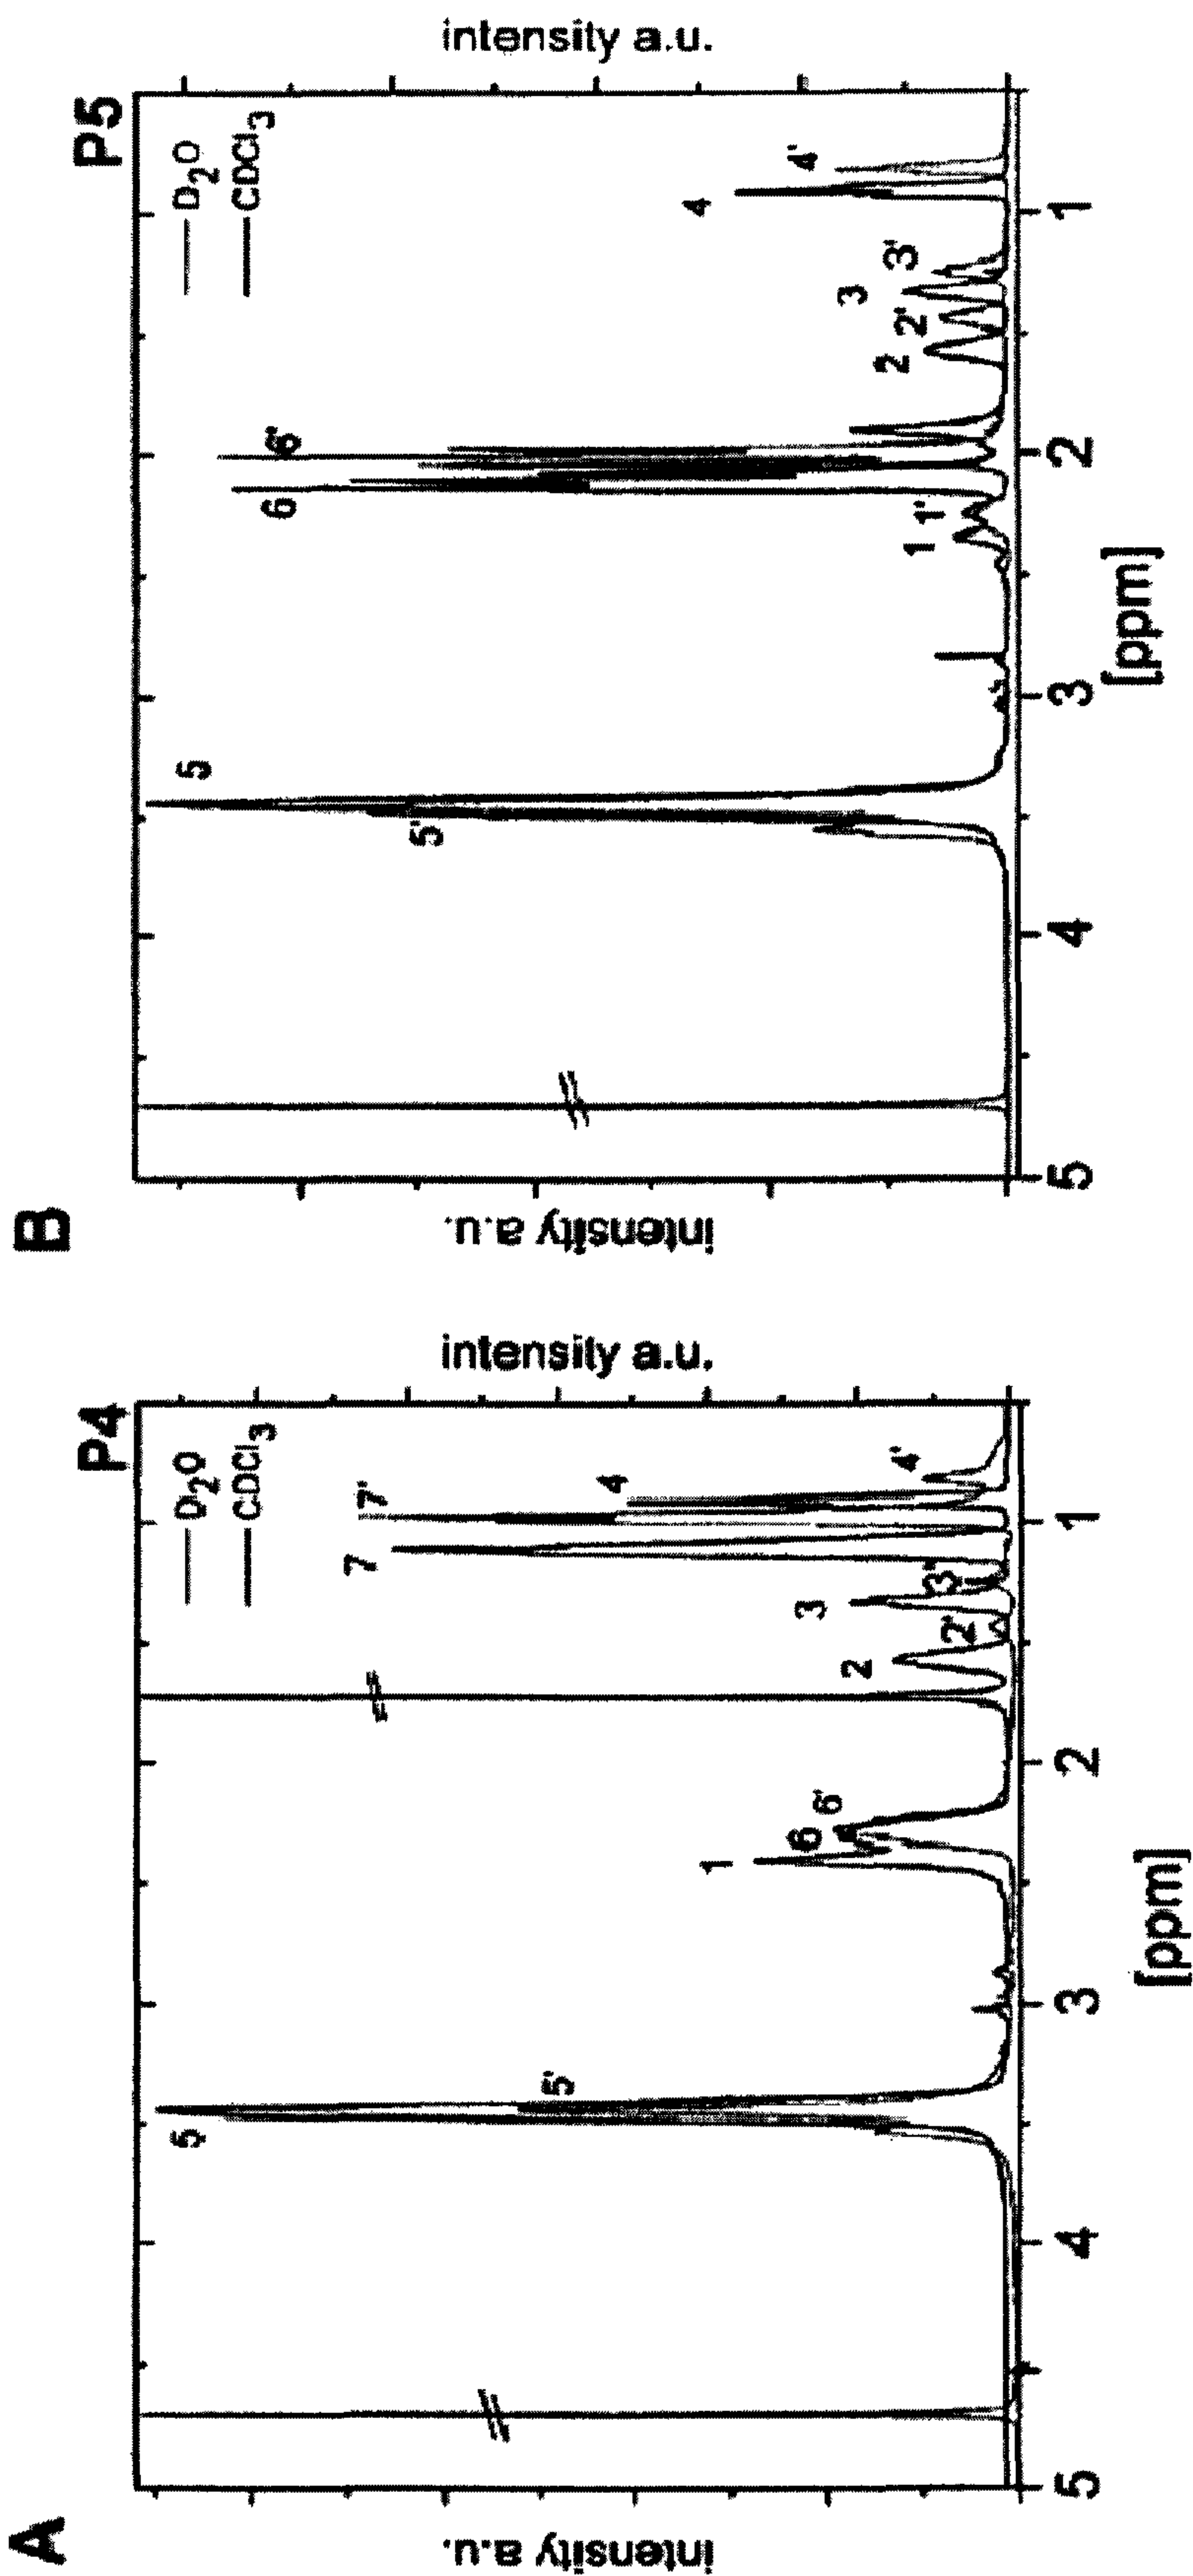 A
P4
D2O
CDCl3
intensity a.u.
intensity a.u.
5
5'
1
6
6'
2
2'
3
3'
7
7'
4
4'
5
4
3
2
1
[ppm]
B
P5
D2O
CDCl3
intensity a.u.
intensity a.u.
5'
5
1
1'
6
6'
2
2'
3
3'
4
4'
5
4
3
2
1
[ppm]